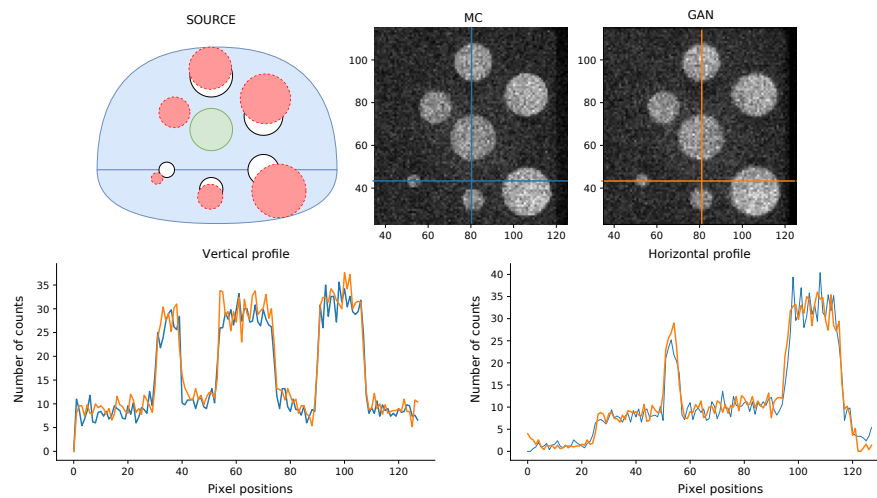 SOURCE
MC
GAN
100
80
60
40
40 60 80 100 120
100
80
60
40
40 60 80 100 120
Vertical profile
Number of counts
35
30
25
20
15
10
5
0
0 20 40 60 80 100 120
Pixel positions
Horizontal profile
Number of counts
40
35
30
25
20
15
10
5
0
0 20 40 60 80 100 120
Pixel positions